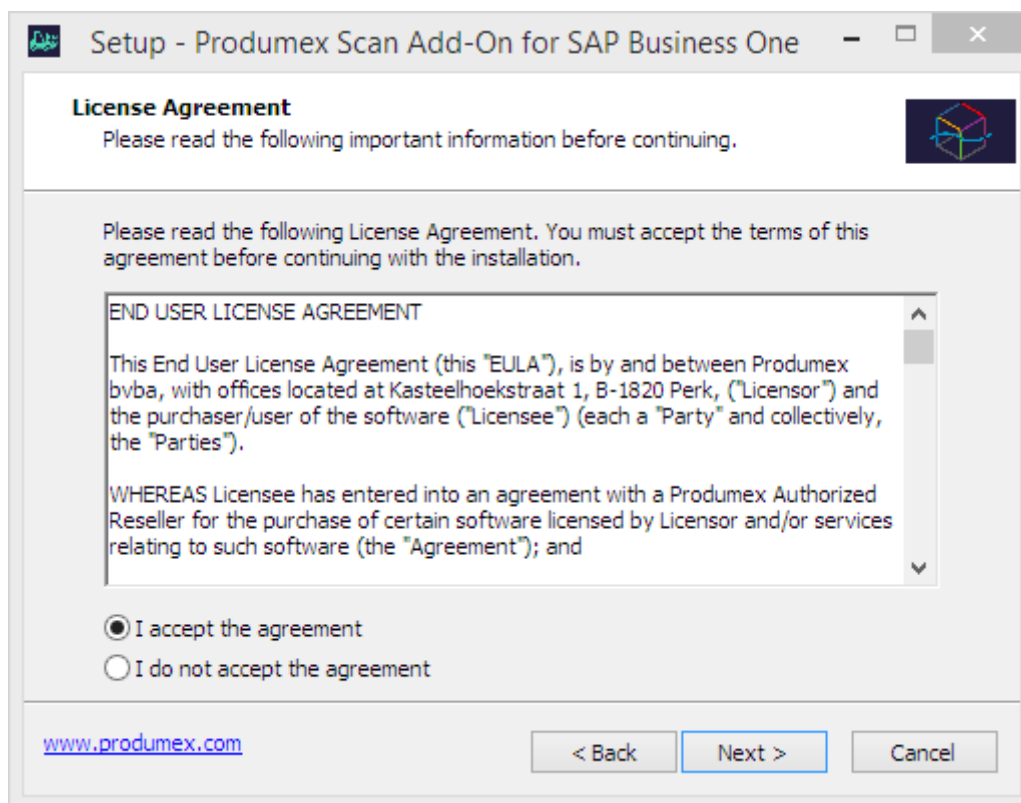 Setup - Produmex Scan Add-On for SAP Business One
License Agreement
Please read the following important information before continuing.
Please read the following License Agreement. You must accept the terms of this
agreement before continuing with the installation.
END USER LICENSE AGREEMENT
This End User License Agreement (this "EULA"), is by and between Produmex
bvba, with offices located at Kasteelhoekstraat 1, B-1820 Perk, ("Licensor") and
the purchaser/user of the software ("Licensee") (each a "Party" and collectively,
the "Parties").
WHEREAS Licensee has entered into an agreement with a Produmex Authorized
Reseller for the purchase of certain software licensed by Licensor and/or services
relating to such software (the "Agreement"); and
I accept the agreement
I do not accept the agreement
www.produmex.com
< Back
Next >
Cancel